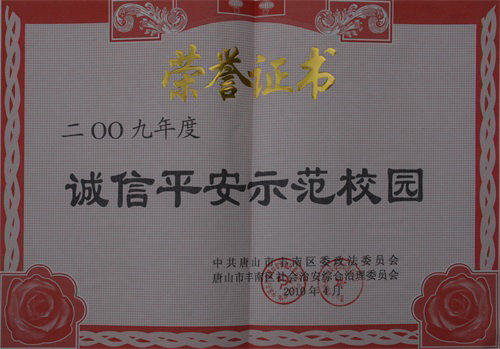 荣誉证书
二OO九年度
诚信平安示范校园
中共唐山市丰南区委政法委员会
唐山市丰南区社会治安综合治理委员会
2010年4月